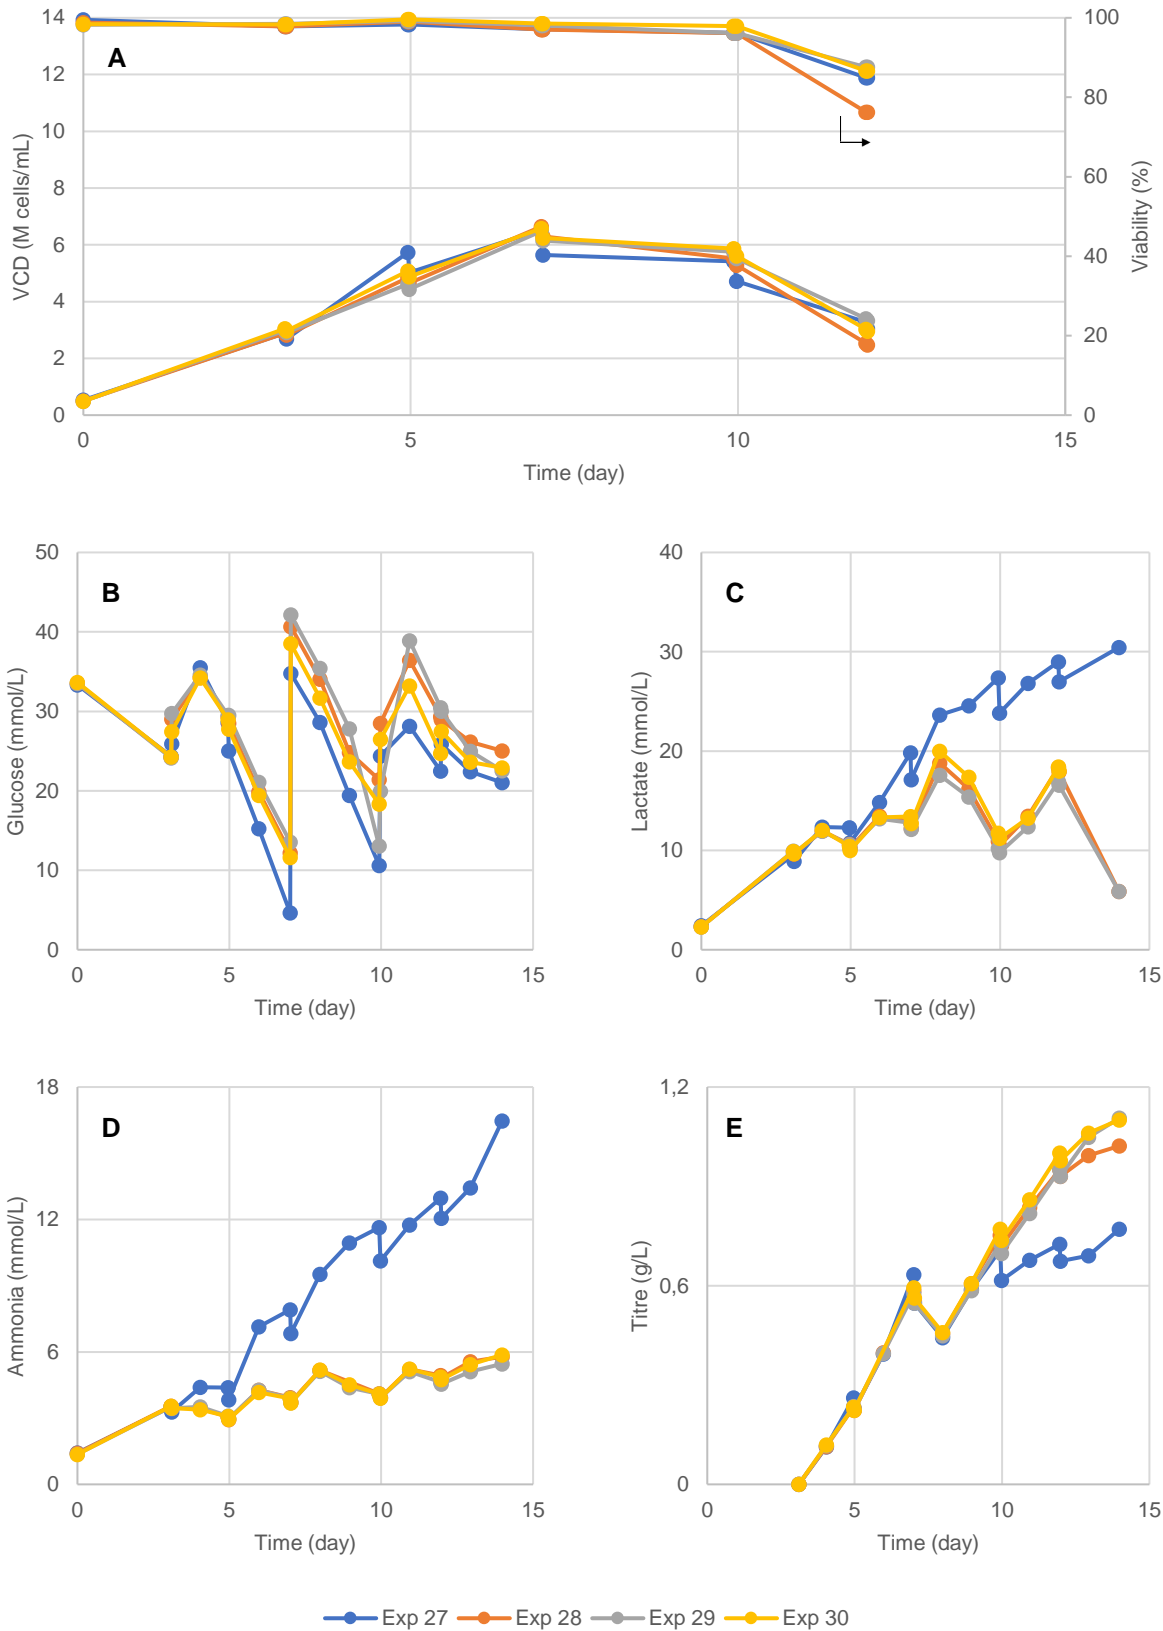 A
14
12
10
8
6
4
2
0
VCD (M cells/mL)
100
80
60
40
20
0
Viability (%)
0 5 10 15
Time (day)
B
50
40
30
20
10
0
Glucose (mmol/L)
0 5 10 15
Time (day)
C
40
30
20
10
0
Lactate (mmol/L)
0 5 10 15
Time (day)
D
18
12
6
0
Ammonia (mmol/L)
0 5 10 15
Time (day)
E
1,2
0,6
0
Titre (g/L)
0 5 10 15
Time (day)
Exp 27 Exp 28 Exp 29 Exp 30